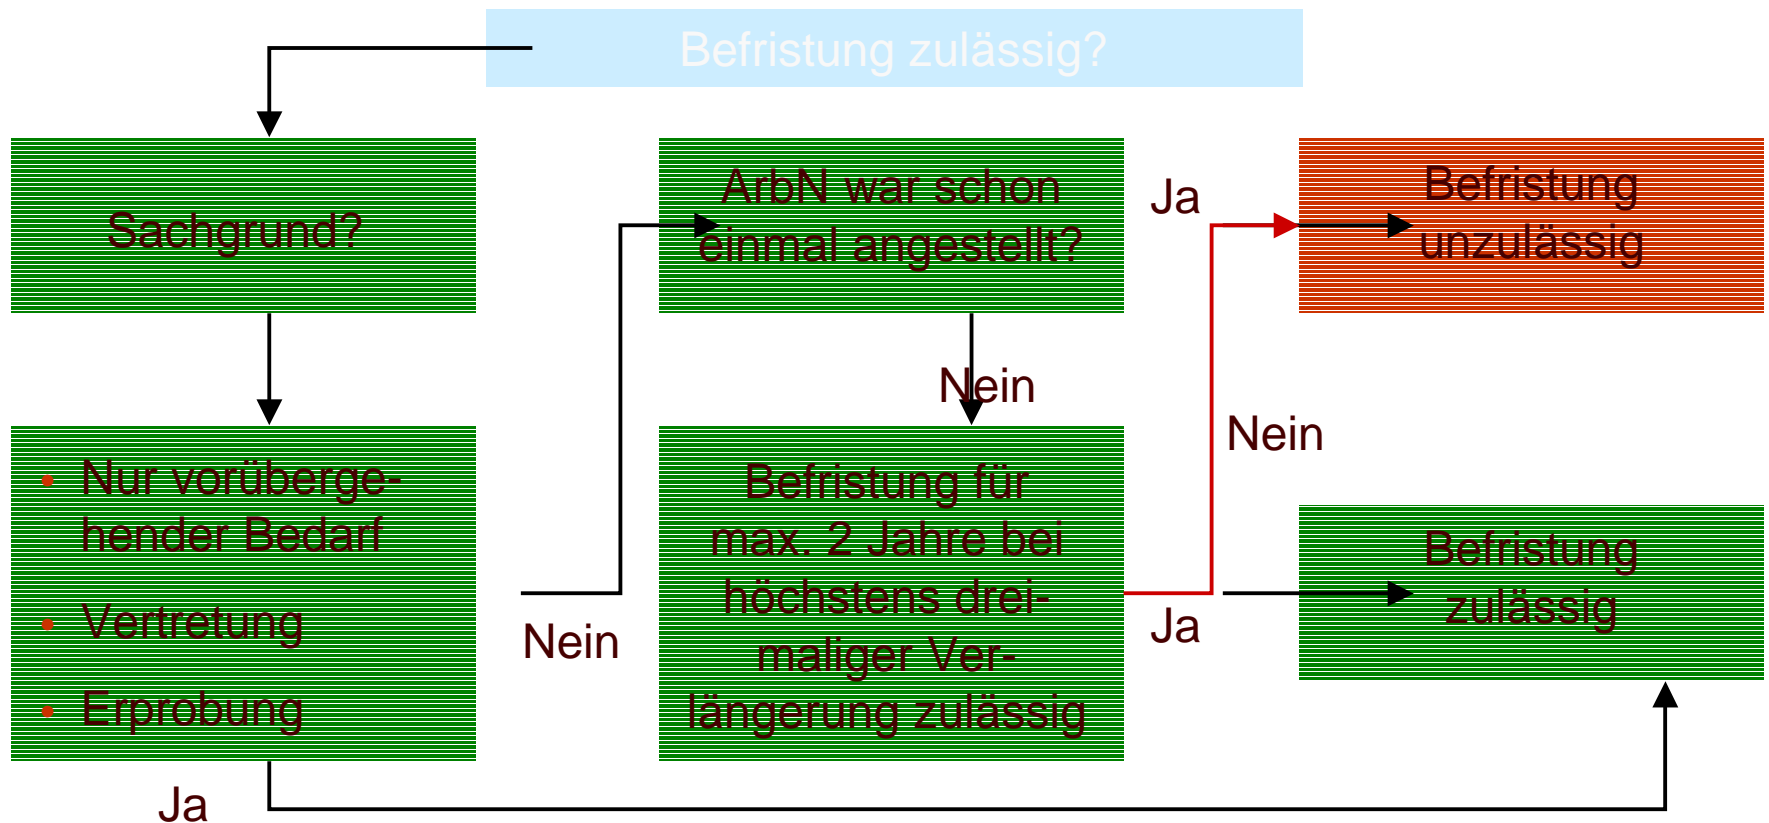 Befristung zulässig?
Sachgrund?
ArbN war schon
einmal angestellt?
Ja
Befristung
unzulässig
Nein
Nein
• Nur vorüberge-
hender Bedarf
• Vertretung
• Erprobung
Nein
Befristung für
max. 2 Jahre bei
höchstens drei-
maliger Ver-
längerung zulässig
Ja
Befristung
zulässig
Ja